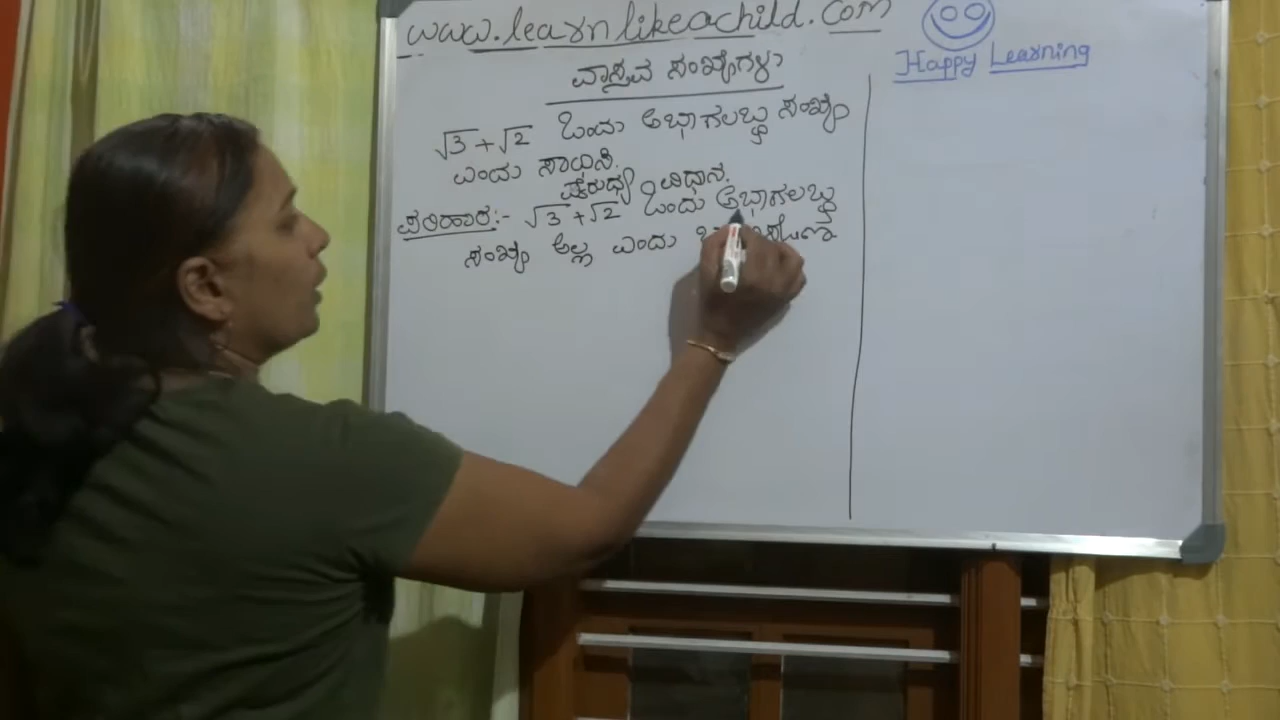 www.learnlikeachild.com
Happy Learning
ವಾಸ್ತವ ಸಂಖ್ಯೆಗಳು
√3+√2 ಒಂದು ಅಭಾಗಲಬ್ಧ ಸಂಖ್ಯೆ
ಎಂದು ಸಾಧಿಸಿ.
ವೈರುಧ್ಯ ವಿಧಾನ.
ಪರಿಹಾರ:- √3+√2 ಒಂದು ಅಭಾಗಲಬ್ಧ
ಸಂಖ್ಯೆ ಅಲ್ಲ ಎಂದು